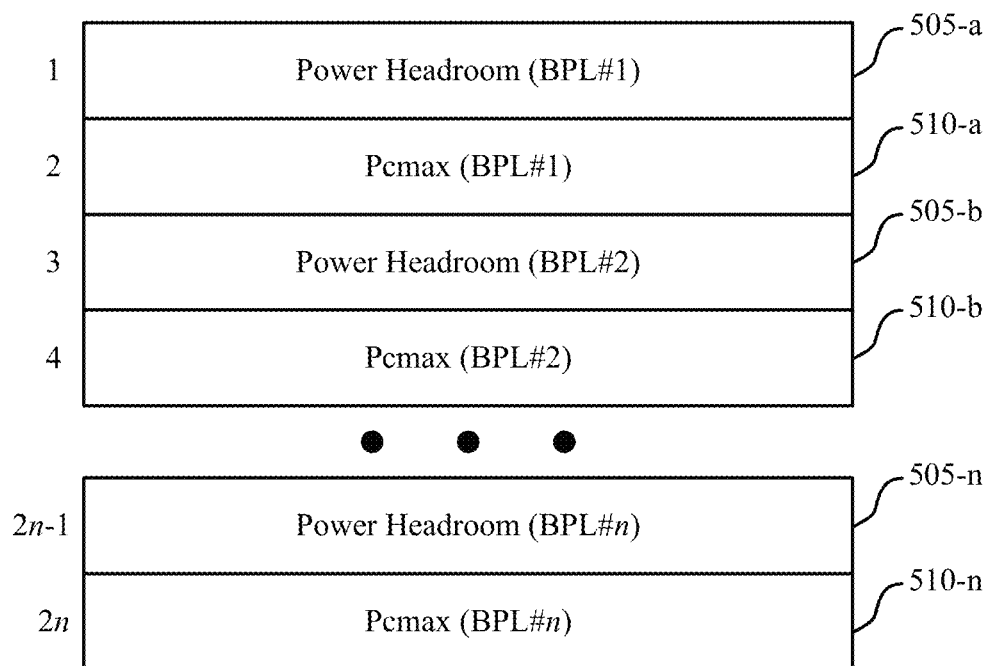 505-a
1 Power Headroom (BPL#1)
510-a
2 Pcmax (BPL#1)
505-b
3 Power Headroom (BPL#2)
510-b
4 Pcmax (BPL#2)
505-n
2n-1 Power Headroom (BPL#n)
510-n
2n Pcmax (BPL#n)